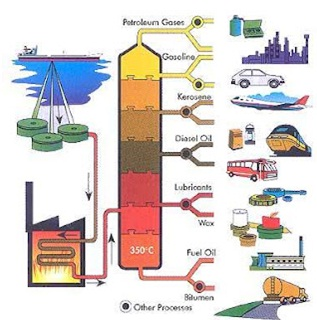 Petroleum Gases
Gasoline
Kerosene
Diesel Oil
Lubricants
Wax
350°C
Fuel Oil
Bitumen
Other Processes